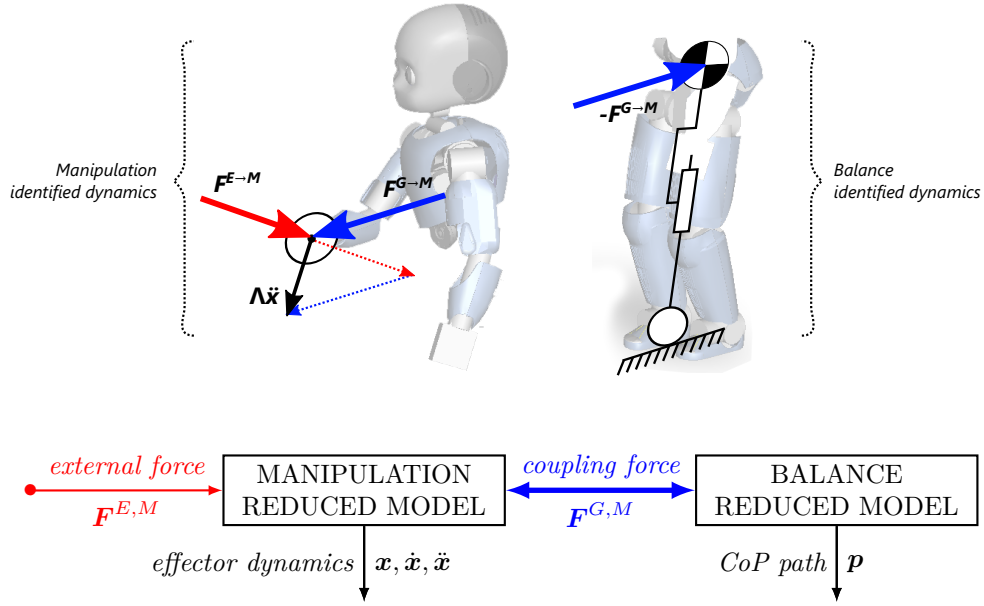 Manipulation
identified dynamics
F^{E→M}
F^{G→M}
Λẍ
-F^{G→M}
Balance
identified dynamics
external force
F^{E,M}
MANIPULATION
REDUCED MODEL
coupling force
F^{G,M}
BALANCE
REDUCED MODEL
effector dynamics x, ẋ, ẍ
CoP path p